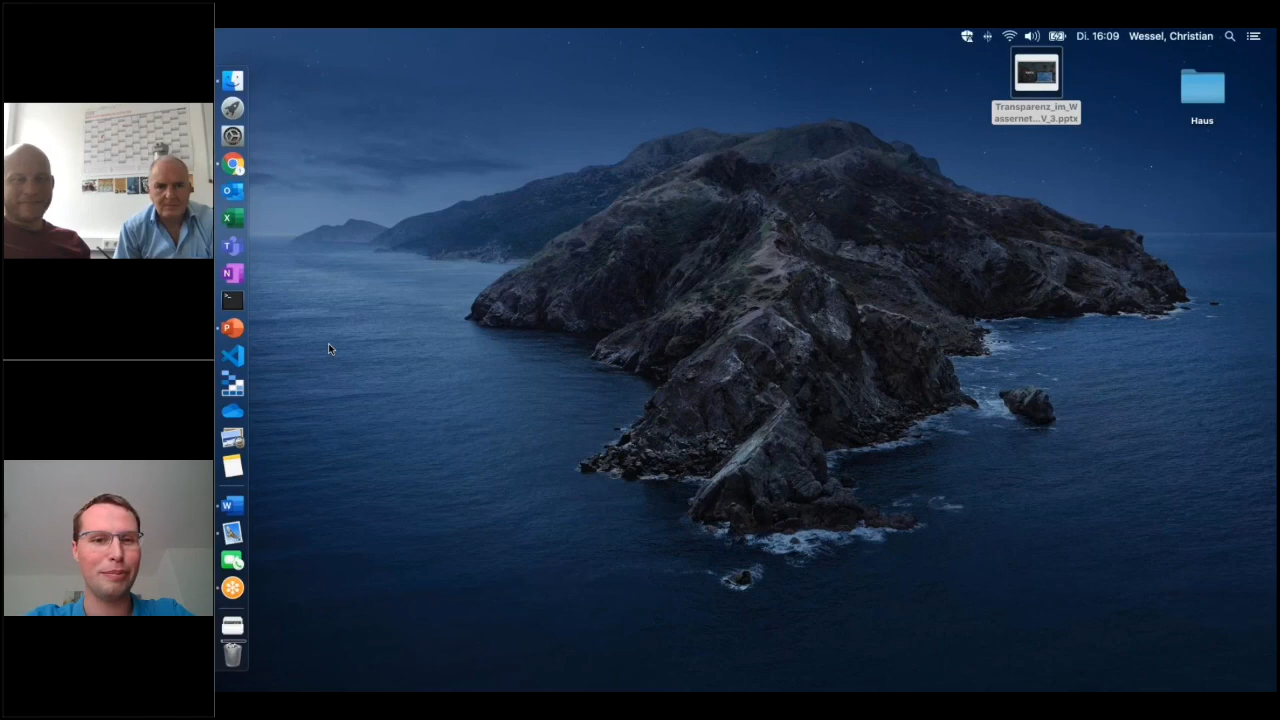 Di. 16:09 Wessel, Christian
Transparenz_im_W
assernet...V_3.pptx
Haus